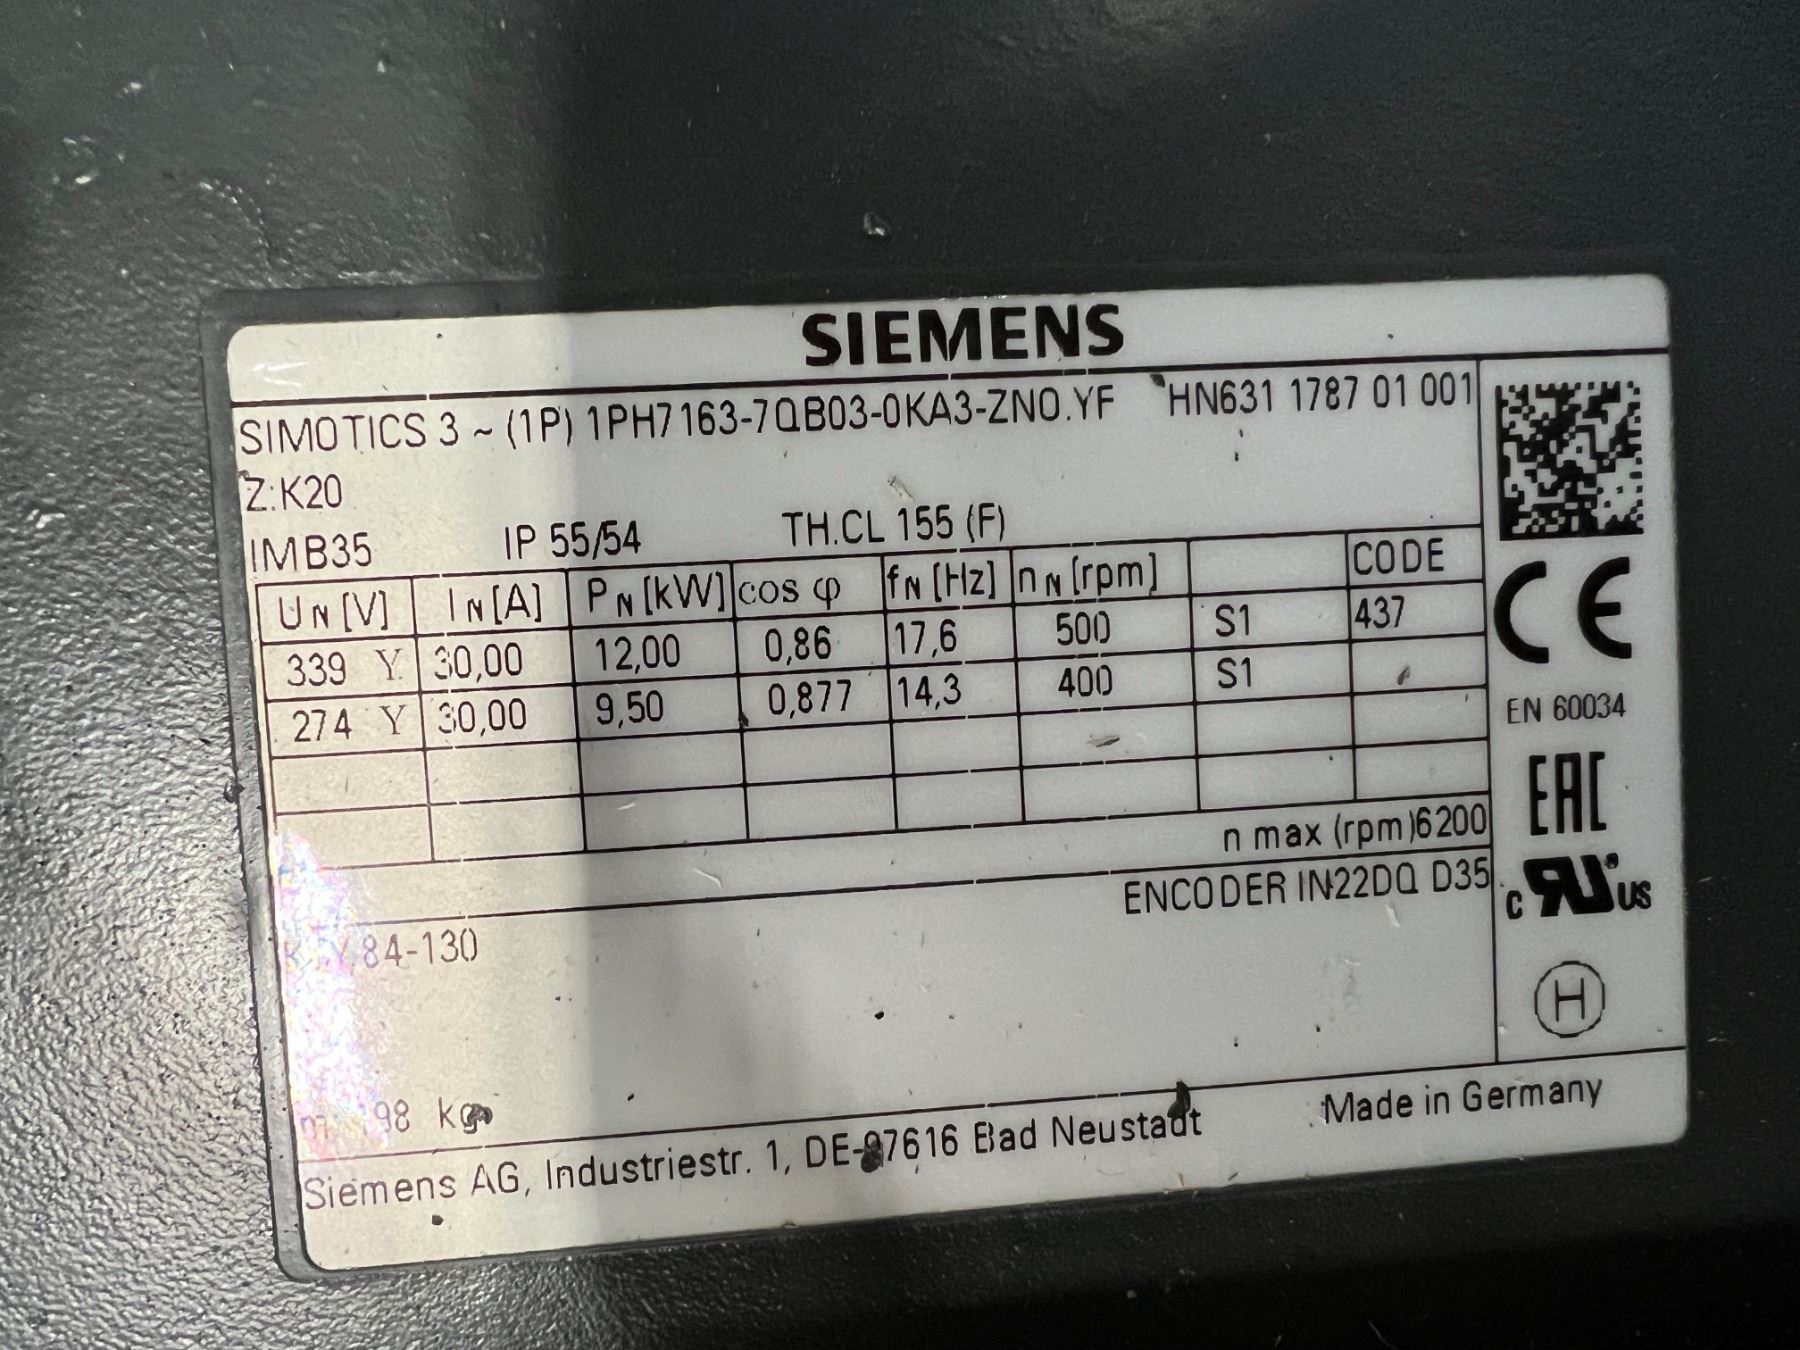 SIEMENS
SIMOTICS 3 ~ (1P) 1PH7163-7QB03-0KA3-ZN0.YF HN631 1787 01 001
Z:K20
IMB35 IP 55/54 TH.CL 155 (F)
UN [V] IN [A] PN [kW] cos φ fN [Hz] nN [rpm] CODE
339 Y 30,00 12,00 0,86 17,6 500 S1 437
274 Y 30,00 9,50 0,877 14,3 400 S1
n max (rpm) 6200
ENCODER IN22DQ D35
84-130
kg
Siemens AG, Industriestr. 1, DE-97616 Bad Neustadt Made in Germany
CE
EN 60034
EAC
c RU US
H